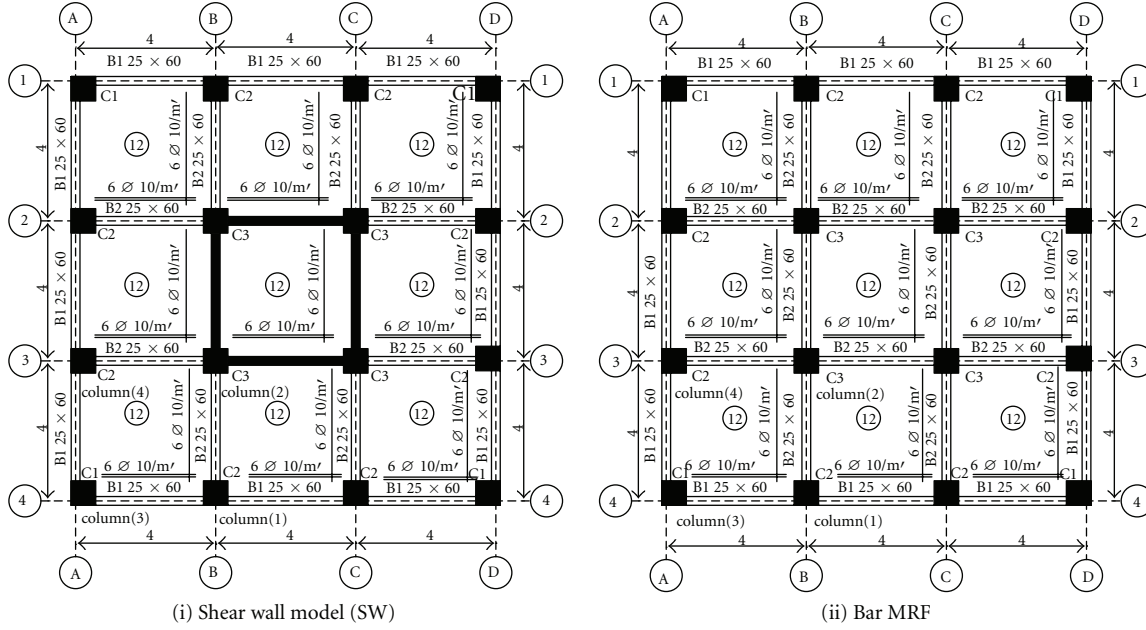 A B C D
4 4 4
B1 25 × 60 B1 25 × 60 B1 25 × 60
1 1
C1 C2 C2 C1
4 B1 25 × 60 12 6 ∅ 10/m′ B2 25 × 60 12 6 ∅ 10/m′ B2 25 × 60 12 6 ∅ 10/m′ B1 25 × 60 4
6 ∅ 10/m′ 6 ∅ 10/m′ 6 ∅ 10/m′
B2 25 × 60 B2 25 × 60
2 2
C2 C3 C3 C2
B1 25 × 60 4 12 6 ∅ 10/m′ 12 6 ∅ 10/m′ 12 6 ∅ 10/m′ B1 25 × 60 4
6 ∅ 10/m′ 6 ∅ 10/m′ 6 ∅ 10/m′
B2 25 × 60 B2 25 × 60
3 3
C2 C3 C3 C2
column(4) column(2)
B1 25 × 60 4 12 6 ∅ 10/m′ B2 25 × 60 12 6 ∅ 10/m′ B2 25 × 60 12 6 ∅ 10/m′ B1 25 × 60 4
C1 6 ∅ 10/m′ C2 6 ∅ 10/m′ C2 6 ∅ 10/m′ C1
B1 25 × 60 B1 25 × 60 B1 25 × 60
4 4
column(3) column(1)
4 4 4
A B C D
(i) Shear wall model (SW)
A B C D
4 4 4
B1 25 × 60 B1 25 × 60 B1 25 × 60
1 1
C1 C2 C2 C1
4 B1 25 × 60 12 6 ∅ 10/m′ B2 25 × 60 12 6 ∅ 10/m′ B2 25 × 60 12 6 ∅ 10/m′ B1 25 × 60 4
6 ∅ 10/m′ 6 ∅ 10/m′ 6 ∅ 10/m′
B2 25 × 60 B2 25 × 60 B2 25 × 60
2 2
C2 C3 C3 C2
4 B1 25 × 60 12 6 ∅ 10/m′ B2 25 × 60 12 6 ∅ 10/m′ B2 25 × 60 12 6 ∅ 10/m′ B1 25 × 60 4
6 ∅ 10/m′ 6 ∅ 10/m′ 6 ∅ 10/m′
B2 25 × 60 B2 25 × 60 B2 25 × 60
3 3
C2 C3 C3 C2
column(4) column(2)
4 B1 25 × 60 12 6 ∅ 10/m′ B2 25 × 60 12 6 ∅ 10/m′ B2 25 × 60 12 6 ∅ 10/m′ B1 25 × 60 4
C1 6 ∅ 10/m′ C2 6 ∅ 10/m′ C2 6 ∅ 10/m′ C1
B1 25 × 60 B1 25 × 60 B1 25 × 60
4 4
column(3) column(1)
4 4 4
A B C D
(ii) Bar MRF